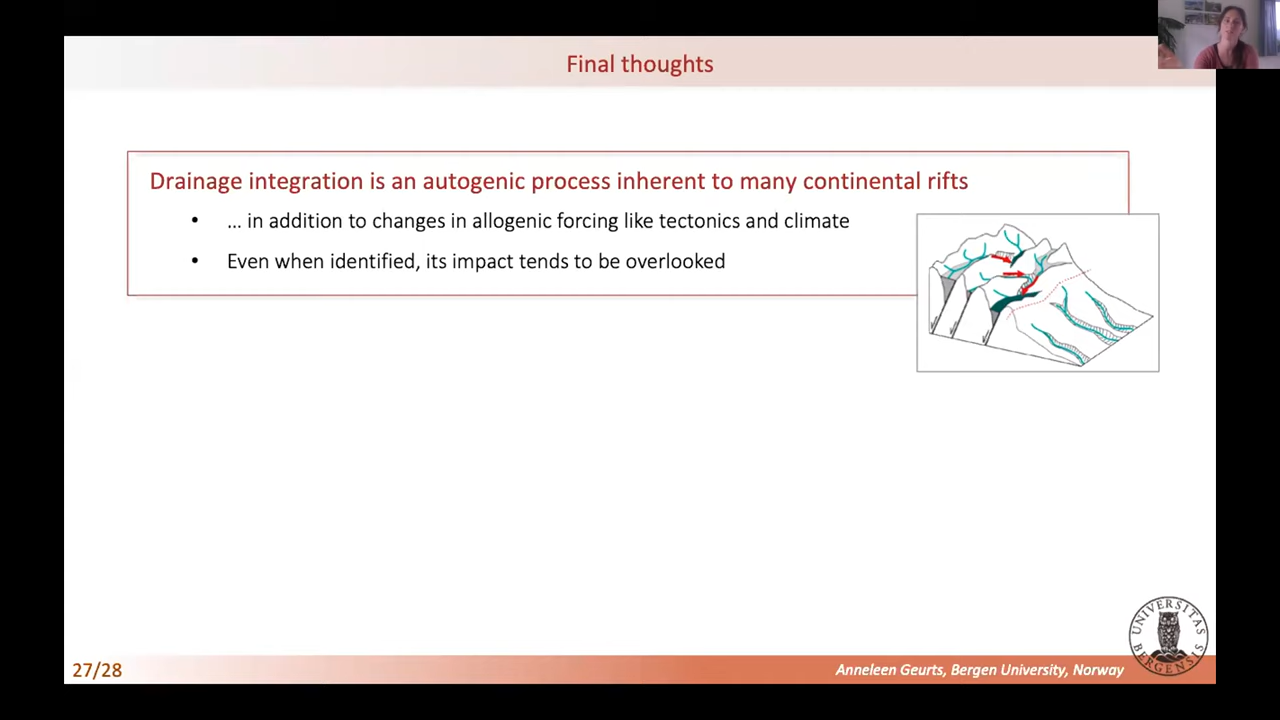 Final thoughts
Drainage integration is an autogenic process inherent to many continental rifts
• ... in addition to changes in allogenic forcing like tectonics and climate
• Even when identified, its impact tends to be overlooked
UNIVERSITAS
BERGENSIS
27/28
Anneleen Geurts, Bergen University, Norway